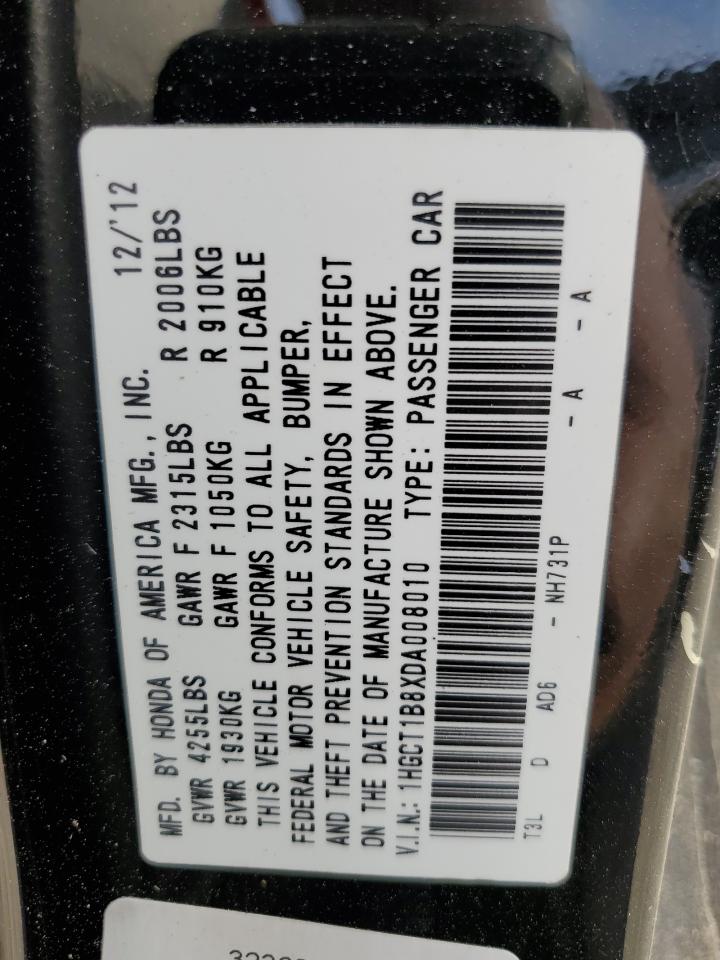 MFD. BY HONDA OF AMERICA MFG., INC. 12/'12
GVWR 4255LBS GAWR F 2315LBS R 2006LBS
GVWR 1930KG GAWR F 1050KG R 910KG
THIS VEHICLE CONFORMS TO ALL APPLICABLE
FEDERAL MOTOR VEHICLE SAFETY, BUMPER,
AND THEFT PREVENTION STANDARDS IN EFFECT
ON THE DATE OF MANUFACTURE SHOWN ABOVE.
V.I.N.: 1HGCT1B8XDA008010 TYPE: PASSENGER CAR
T3L D AD6 - NH731P - A - A